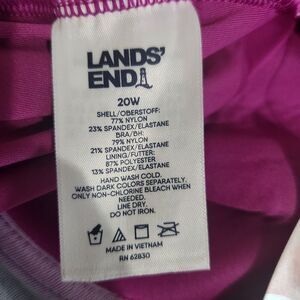 LANDS'
END
20W
SHELL/OBERSTOFF:
77% NYLON
23% SPANDEX/ELASTANE
BRA/BH:
79% NYLON
21% SPANDEX/ELASTANE
LINING/FUTTER:
87% POLYESTER
13% SPANDEX/ELASTANE
HAND WASH COLD.
WASH DARK COLORS SEPARATELY.
ONLY NON-CHLORINE BLEACH WHEN
NEEDED.
LINE DRY.
DO NOT IRON.
MADE IN VIETNAM
RN 62830